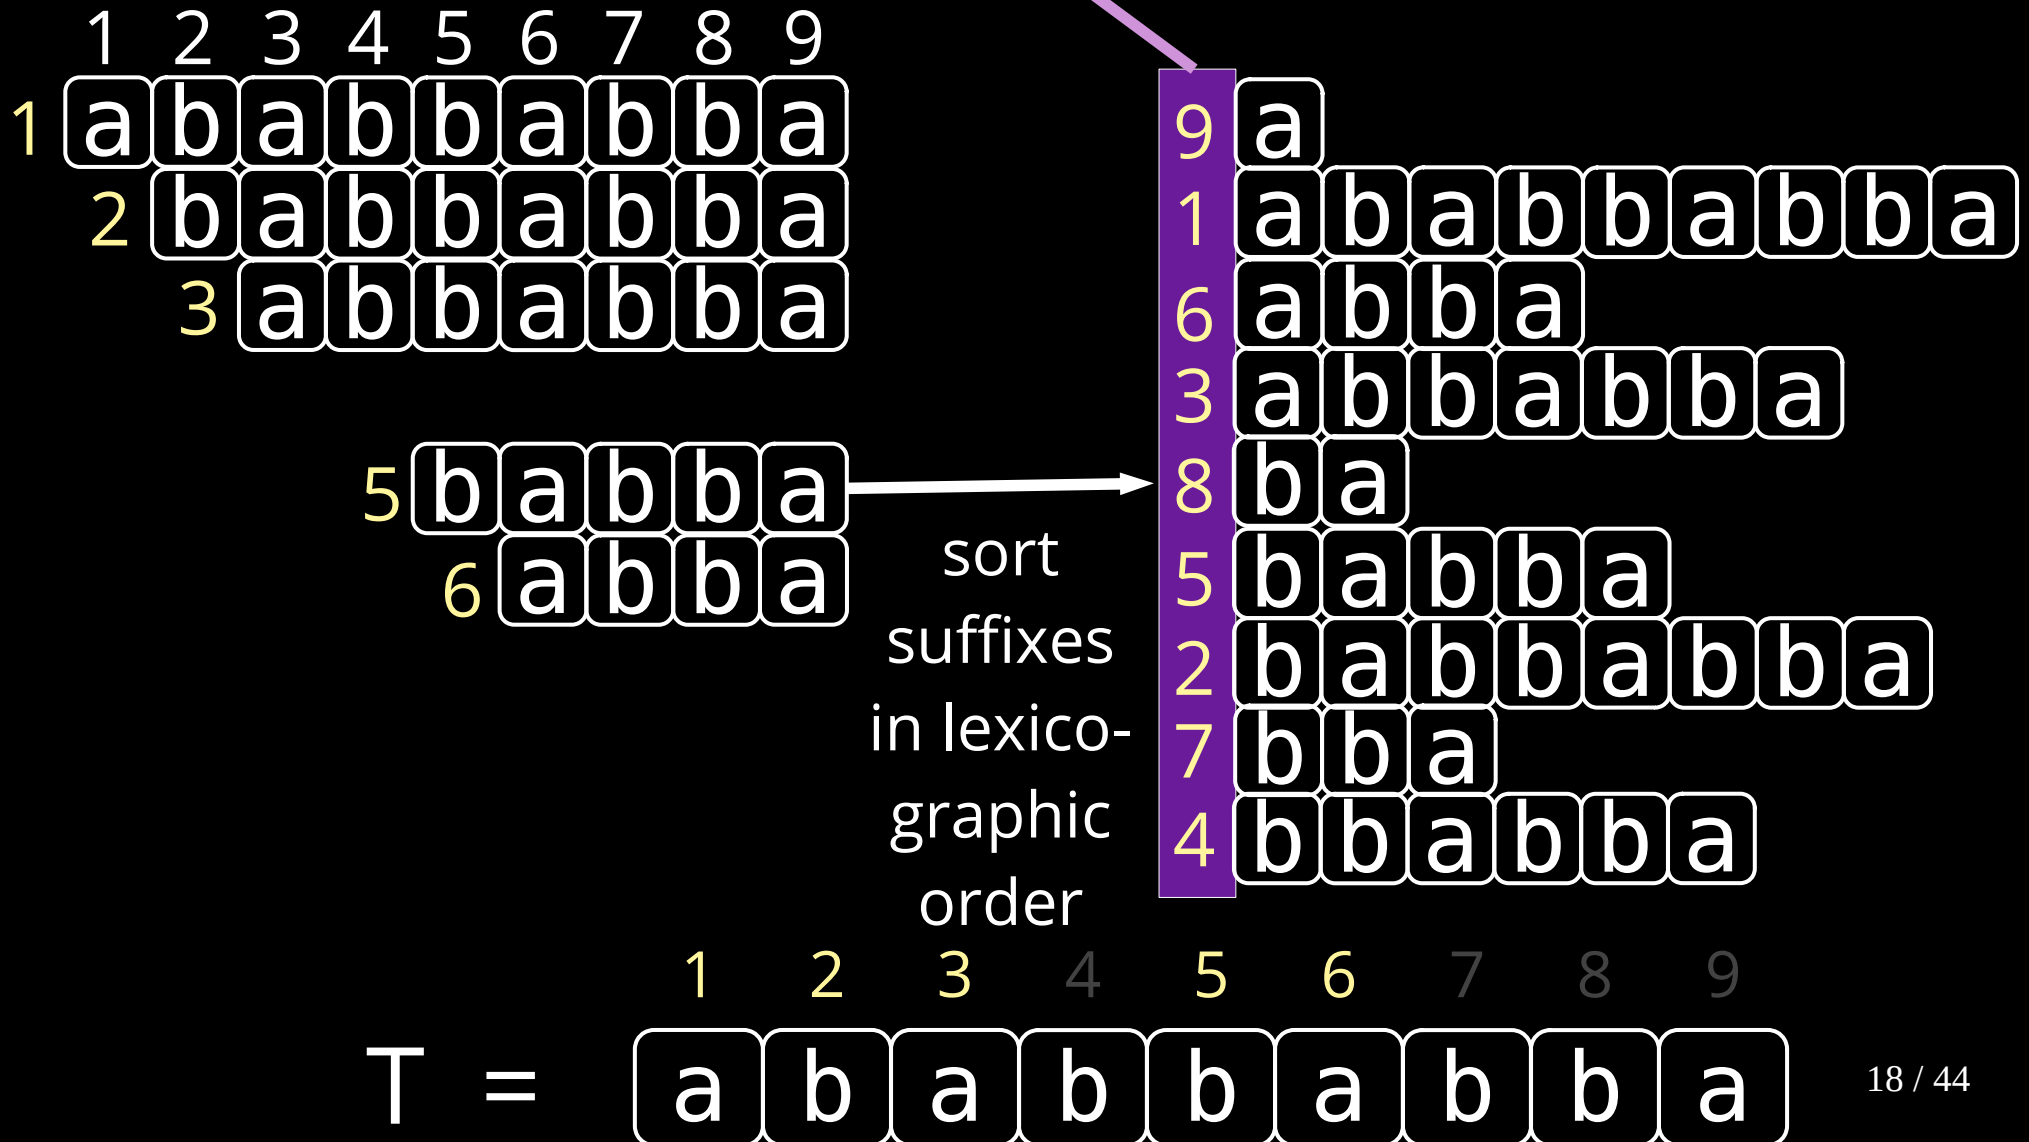 1 2 3 4 5 6 7 8 9
1 a b a b b a b b a
2 b a b b a b b a
3 a b b a b b a
5 b a b b a
6 a b b a
sort
suffixes
in lexico-
graphic
order
9 a
1 a b a b b a b b a
6 a b b a
3 a b b a b b a
8 b a
5 b a b b a
2 b a b b a b b a
7 b b a
4 b b a b b a
1 2 3 4 5 6 7 8 9
T = a b a b b a b b a
18 / 44